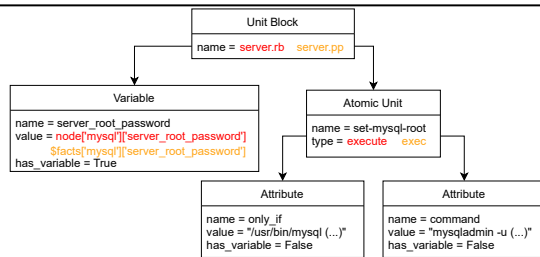 Unit Block
name = server.rb server.pp
Variable
name = server_root_password
value = node['mysql']['server_root_password']
$facts['mysql']['server_root_password']
has_variable = True
Atomic Unit
name = set-mysql-root
type = execute exec
Attribute
name = only_if
value = "/usr/bin/mysql (...)"
has_variable = False
Attribute
name = command
value = "mysqladmin -u (...)"
has_variable = False